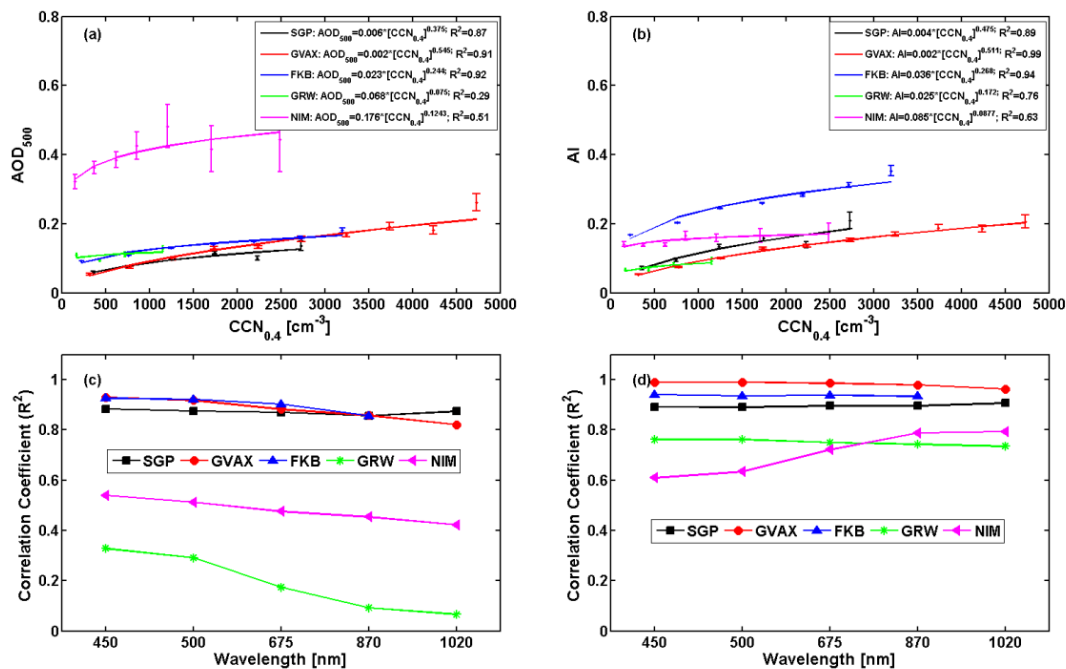 (a)
SGP: AOD500=0.006*[CCN0.4]^0.375; R²=0.87
GVAX: AOD500=0.002*[CCN0.4]^0.545; R²=0.91
FKB: AOD500=0.023*[CCN0.4]^0.244; R²=0.92
GRW: AOD500=0.068*[CCN0.4]^0.075; R²=0.29
NIM: AOD500=0.176*[CCN0.4]^0.1243; R²=0.51
0.8
0.6
0.4
0.2
0
AOD500
0 500 1000 1500 2000 2500 3000 3500 4000 4500 5000
CCN0.4 [cm⁻³]
(b)
SGP: AI=0.004*[CCN0.4]^0.475; R²=0.89
GVAX: AI=0.002*[CCN0.4]^0.511; R²=0.99
FKB: AI=0.036*[CCN0.4]^0.268; R²=0.94
GRW: AI=0.025*[CCN0.4]^0.172; R²=0.76
NIM: AI=0.085*[CCN0.4]^0.0877; R²=0.63
0.8
0.6
0.4
0.2
0
AI
0 500 1000 1500 2000 2500 3000 3500 4000 4500 5000
CCN0.4 [cm⁻³]
(c)
1
0.8
0.6
0.4
0.2
0
Correlation Coefficient (R²)
SGP GVAX FKB GRW NIM
450 500 675 870 1020
Wavelength [nm]
(d)
1
0.8
0.6
0.4
0.2
0
Correlation Coefficient (R²)
SGP GVAX FKB GRW NIM
450 500 675 870 1020
Wavelength [nm]